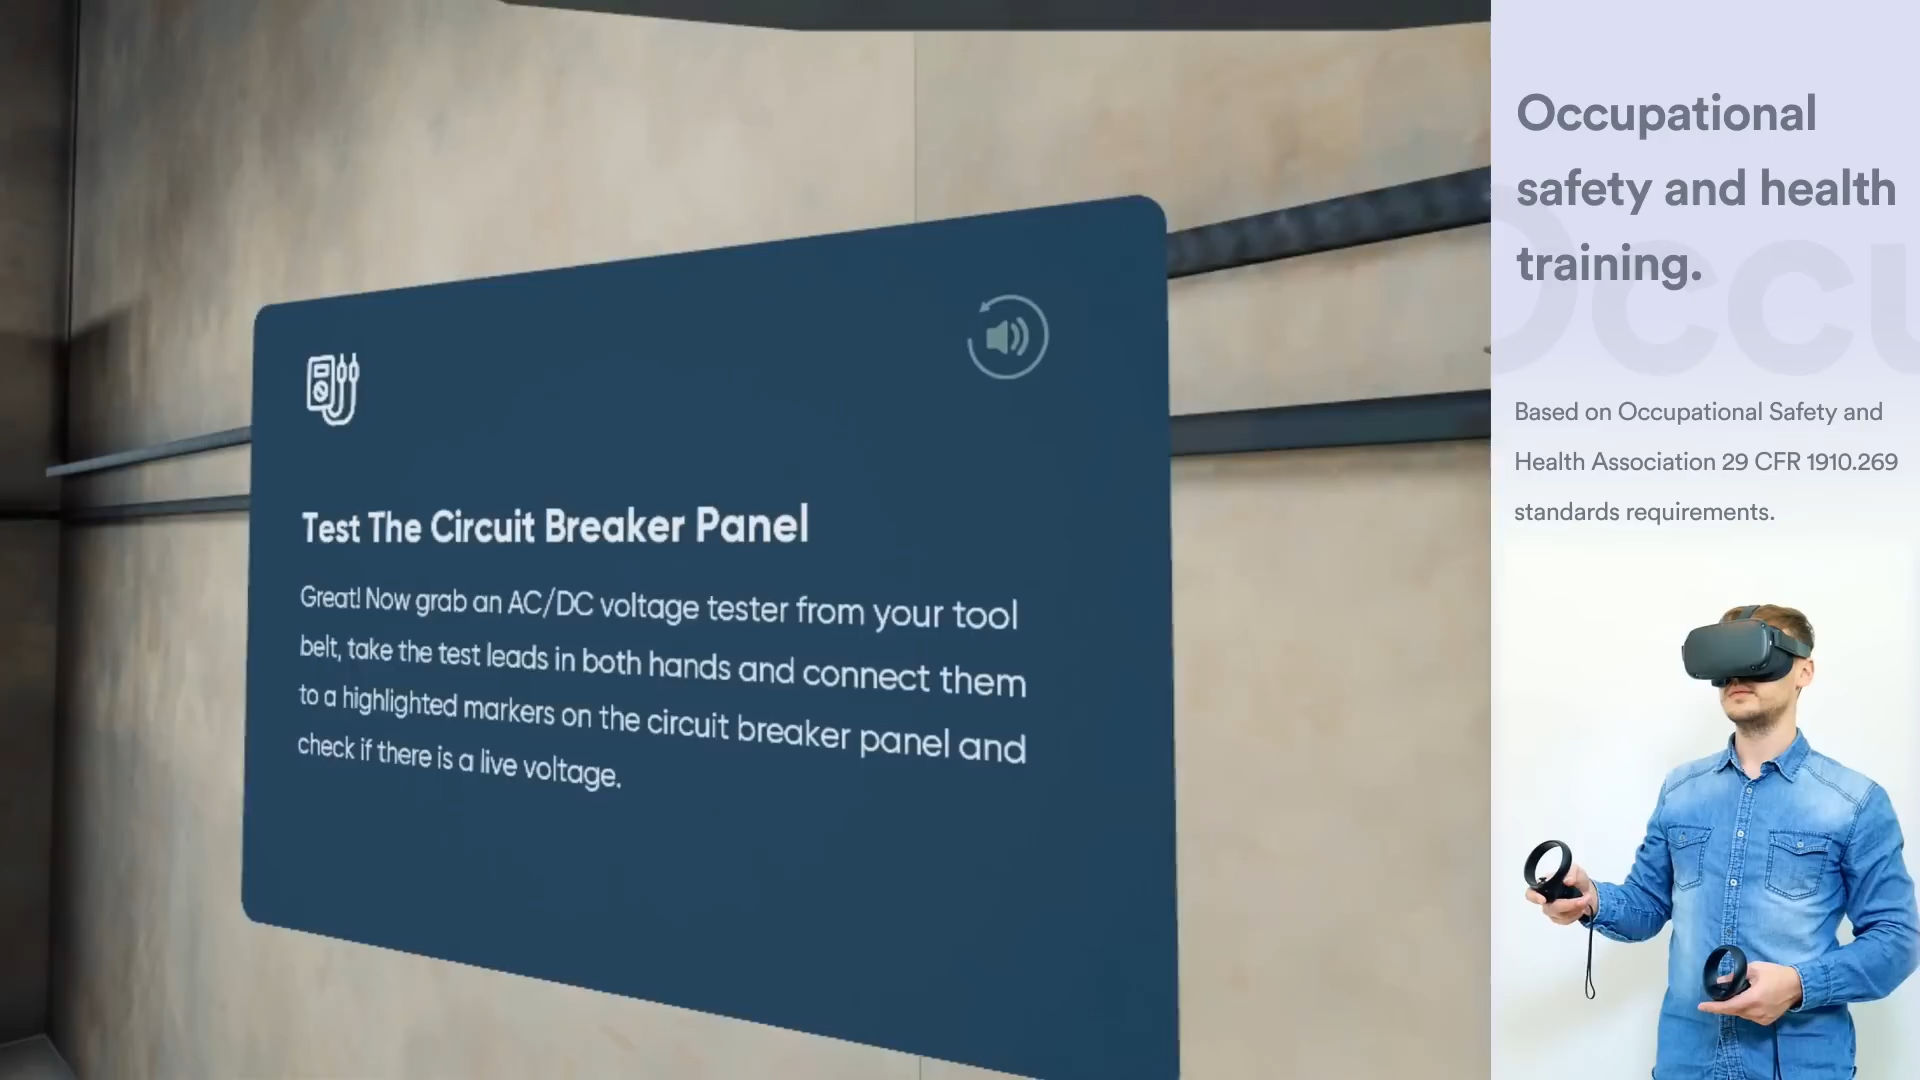 Test The Circuit Breaker Panel
Great! Now grab an AC/DC voltage tester from your tool
belt, take the test leads in both hands and connect them
to a highlighted markers on the circuit breaker panel and
check if there is a live voltage.
Occupational
safety and health
training.
Occu
Based on Occupational Safety and
Health Association 29 CFR 1910.269
standards requirements.